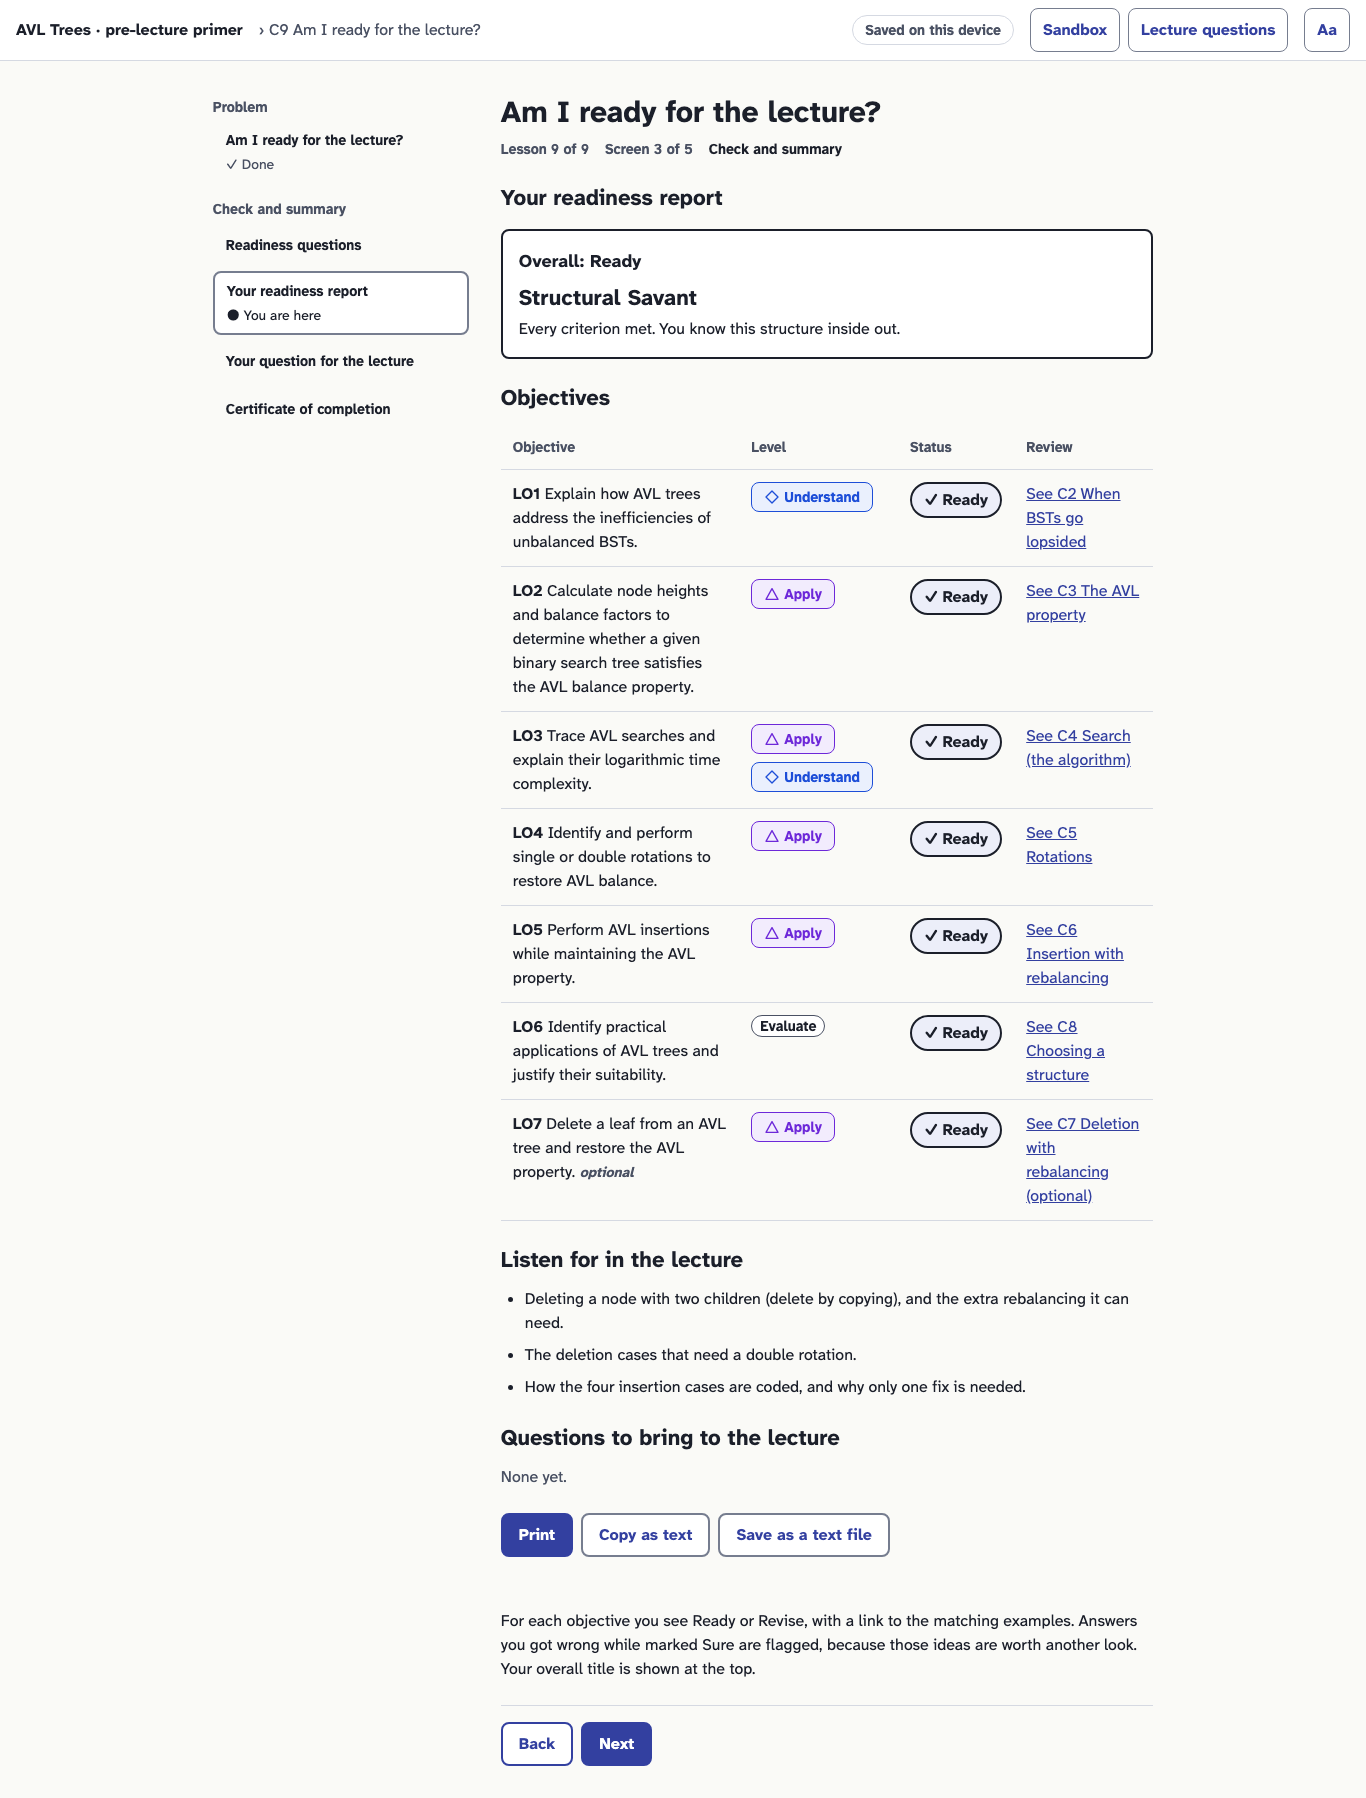 AVL Trees · pre-lecture primer › C9 Am I ready for the lecture?
Saved on this device
Sandbox
Lecture questions
Aa
Problem
Am I ready for the lecture?
✓ Done
Check and summary
Readiness questions
Your readiness report
● You are here
Your question for the lecture
Certificate of completion
Am I ready for the lecture?
Lesson 9 of 9 Screen 3 of 5 Check and summary
Your readiness report
Overall: Ready
Structural Savant
Every criterion met. You know this structure inside out.
Objectives
Objective Level Status Review
LO1 Explain how AVL trees
address the inefficiencies of
unbalanced BSTs.
◇ Understand
✓ Ready
See C2 When
BSTs go
lopsided
LO2 Calculate node heights
and balance factors to
determine whether a given
binary search tree satisfies
the AVL balance property.
△ Apply
✓ Ready
See C3 The AVL
property
LO3 Trace AVL searches and
explain their logarithmic time
complexity.
△ Apply
◇ Understand
✓ Ready
See C4 Search
(the algorithm)
LO4 Identify and perform
single or double rotations to
restore AVL balance.
△ Apply
✓ Ready
See C5
Rotations
LO5 Perform AVL insertions
while maintaining the AVL
property.
△ Apply
✓ Ready
See C6
Insertion with
rebalancing
LO6 Identify practical
applications of AVL trees and
justify their suitability.
Evaluate
✓ Ready
See C8
Choosing a
structure
LO7 Delete a leaf from an AVL
tree and restore the AVL
property. optional
△ Apply
✓ Ready
See C7 Deletion
with
rebalancing
(optional)
Listen for in the lecture
• Deleting a node with two children (delete by copying), and the extra rebalancing it can
need.
• The deletion cases that need a double rotation.
• How the four insertion cases are coded, and why only one fix is needed.
Questions to bring to the lecture
None yet.
Print
Copy as text
Save as a text file
For each objective you see Ready or Revise, with a link to the matching examples. Answers
you got wrong while marked Sure are flagged, because those ideas are worth another look.
Your overall title is shown at the top.
Back
Next